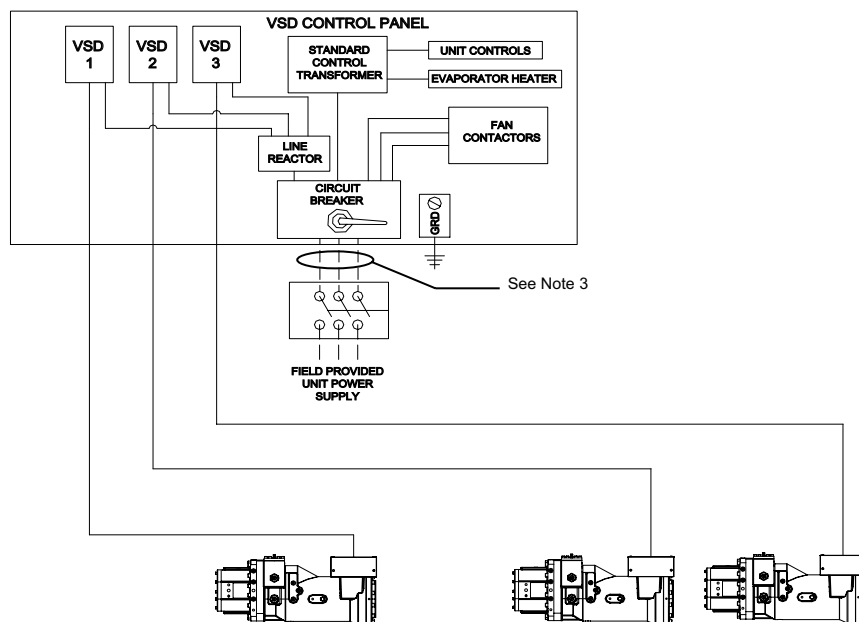 VSD CONTROL PANEL
VSD
1
VSD
2
VSD
3
STANDARD
CONTROL
TRANSFORMER
UNIT CONTROLS
EVAPORATOR HEATER
FAN
CONTACTORS
LINE
REACTOR
CIRCUIT
BREAKER
GRD
See Note 3
FIELD PROVIDED
UNIT POWER
SUPPLY